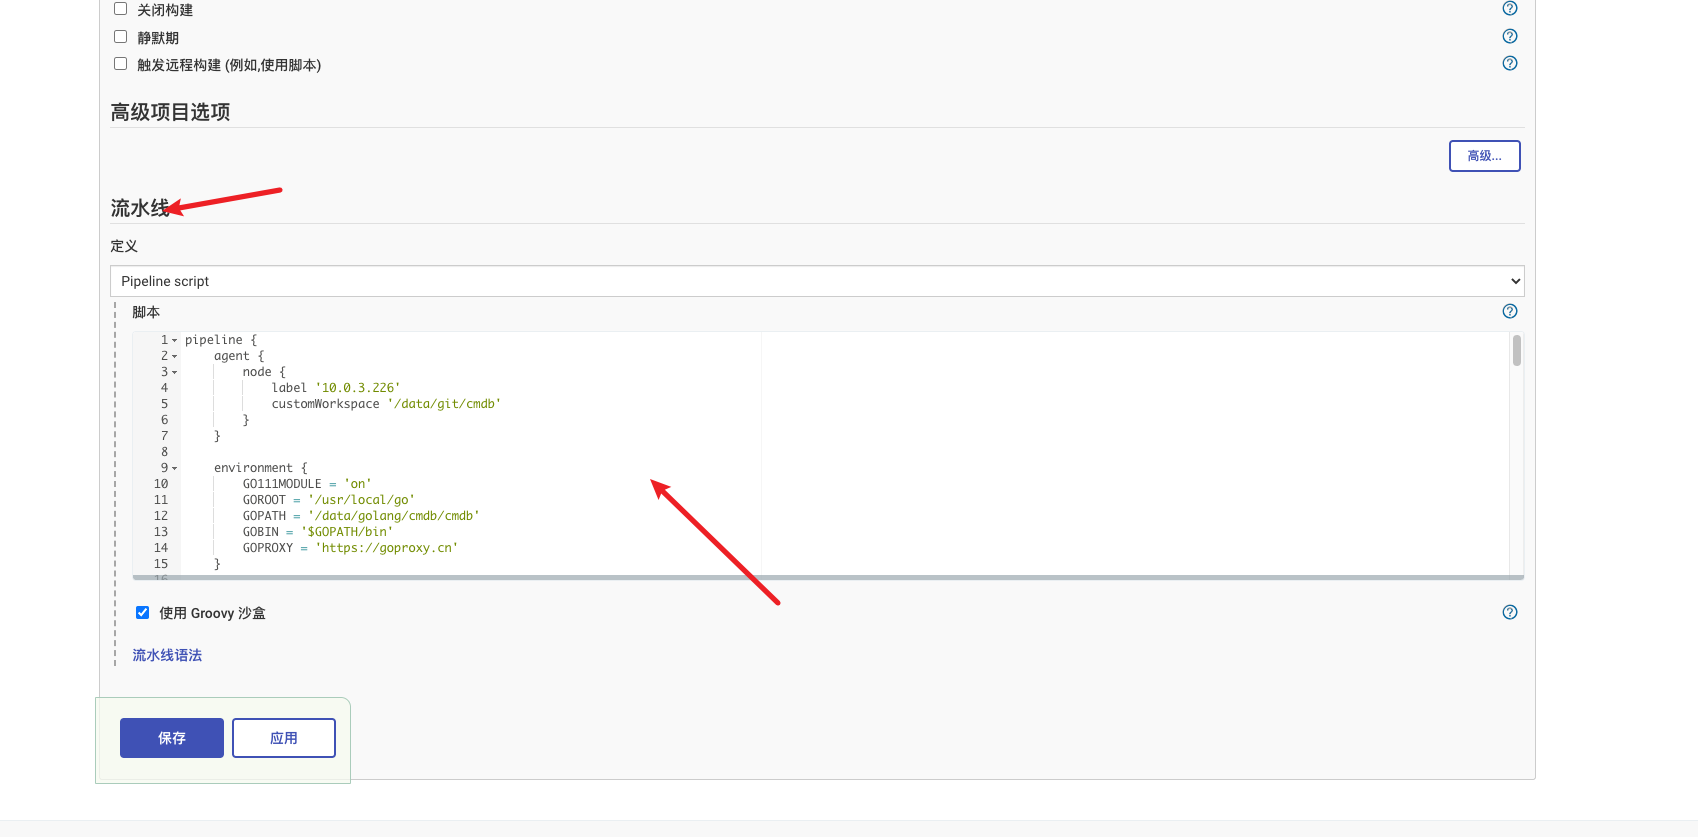 关闭构建
静默期
触发远程构建 (例如,使用脚本)
高级项目选项
高级...
流水线
定义
Pipeline script
脚本
1 pipeline {
2     agent {
3         node {
4             label '10.0.3.226'
5             customWorkspace '/data/git/cmdb'
6         }
7     }
8
9     environment {
10         GO111MODULE = 'on'
11         GOROOT = '/usr/local/go'
12         GOPATH = '/data/golang/cmdb/cmdb'
13         GOBIN = '$GOPATH/bin'
14         GOPROXY = 'https://goproxy.cn'
15     }
16
使用 Groovy 沙盒
流水线语法
保存 应用